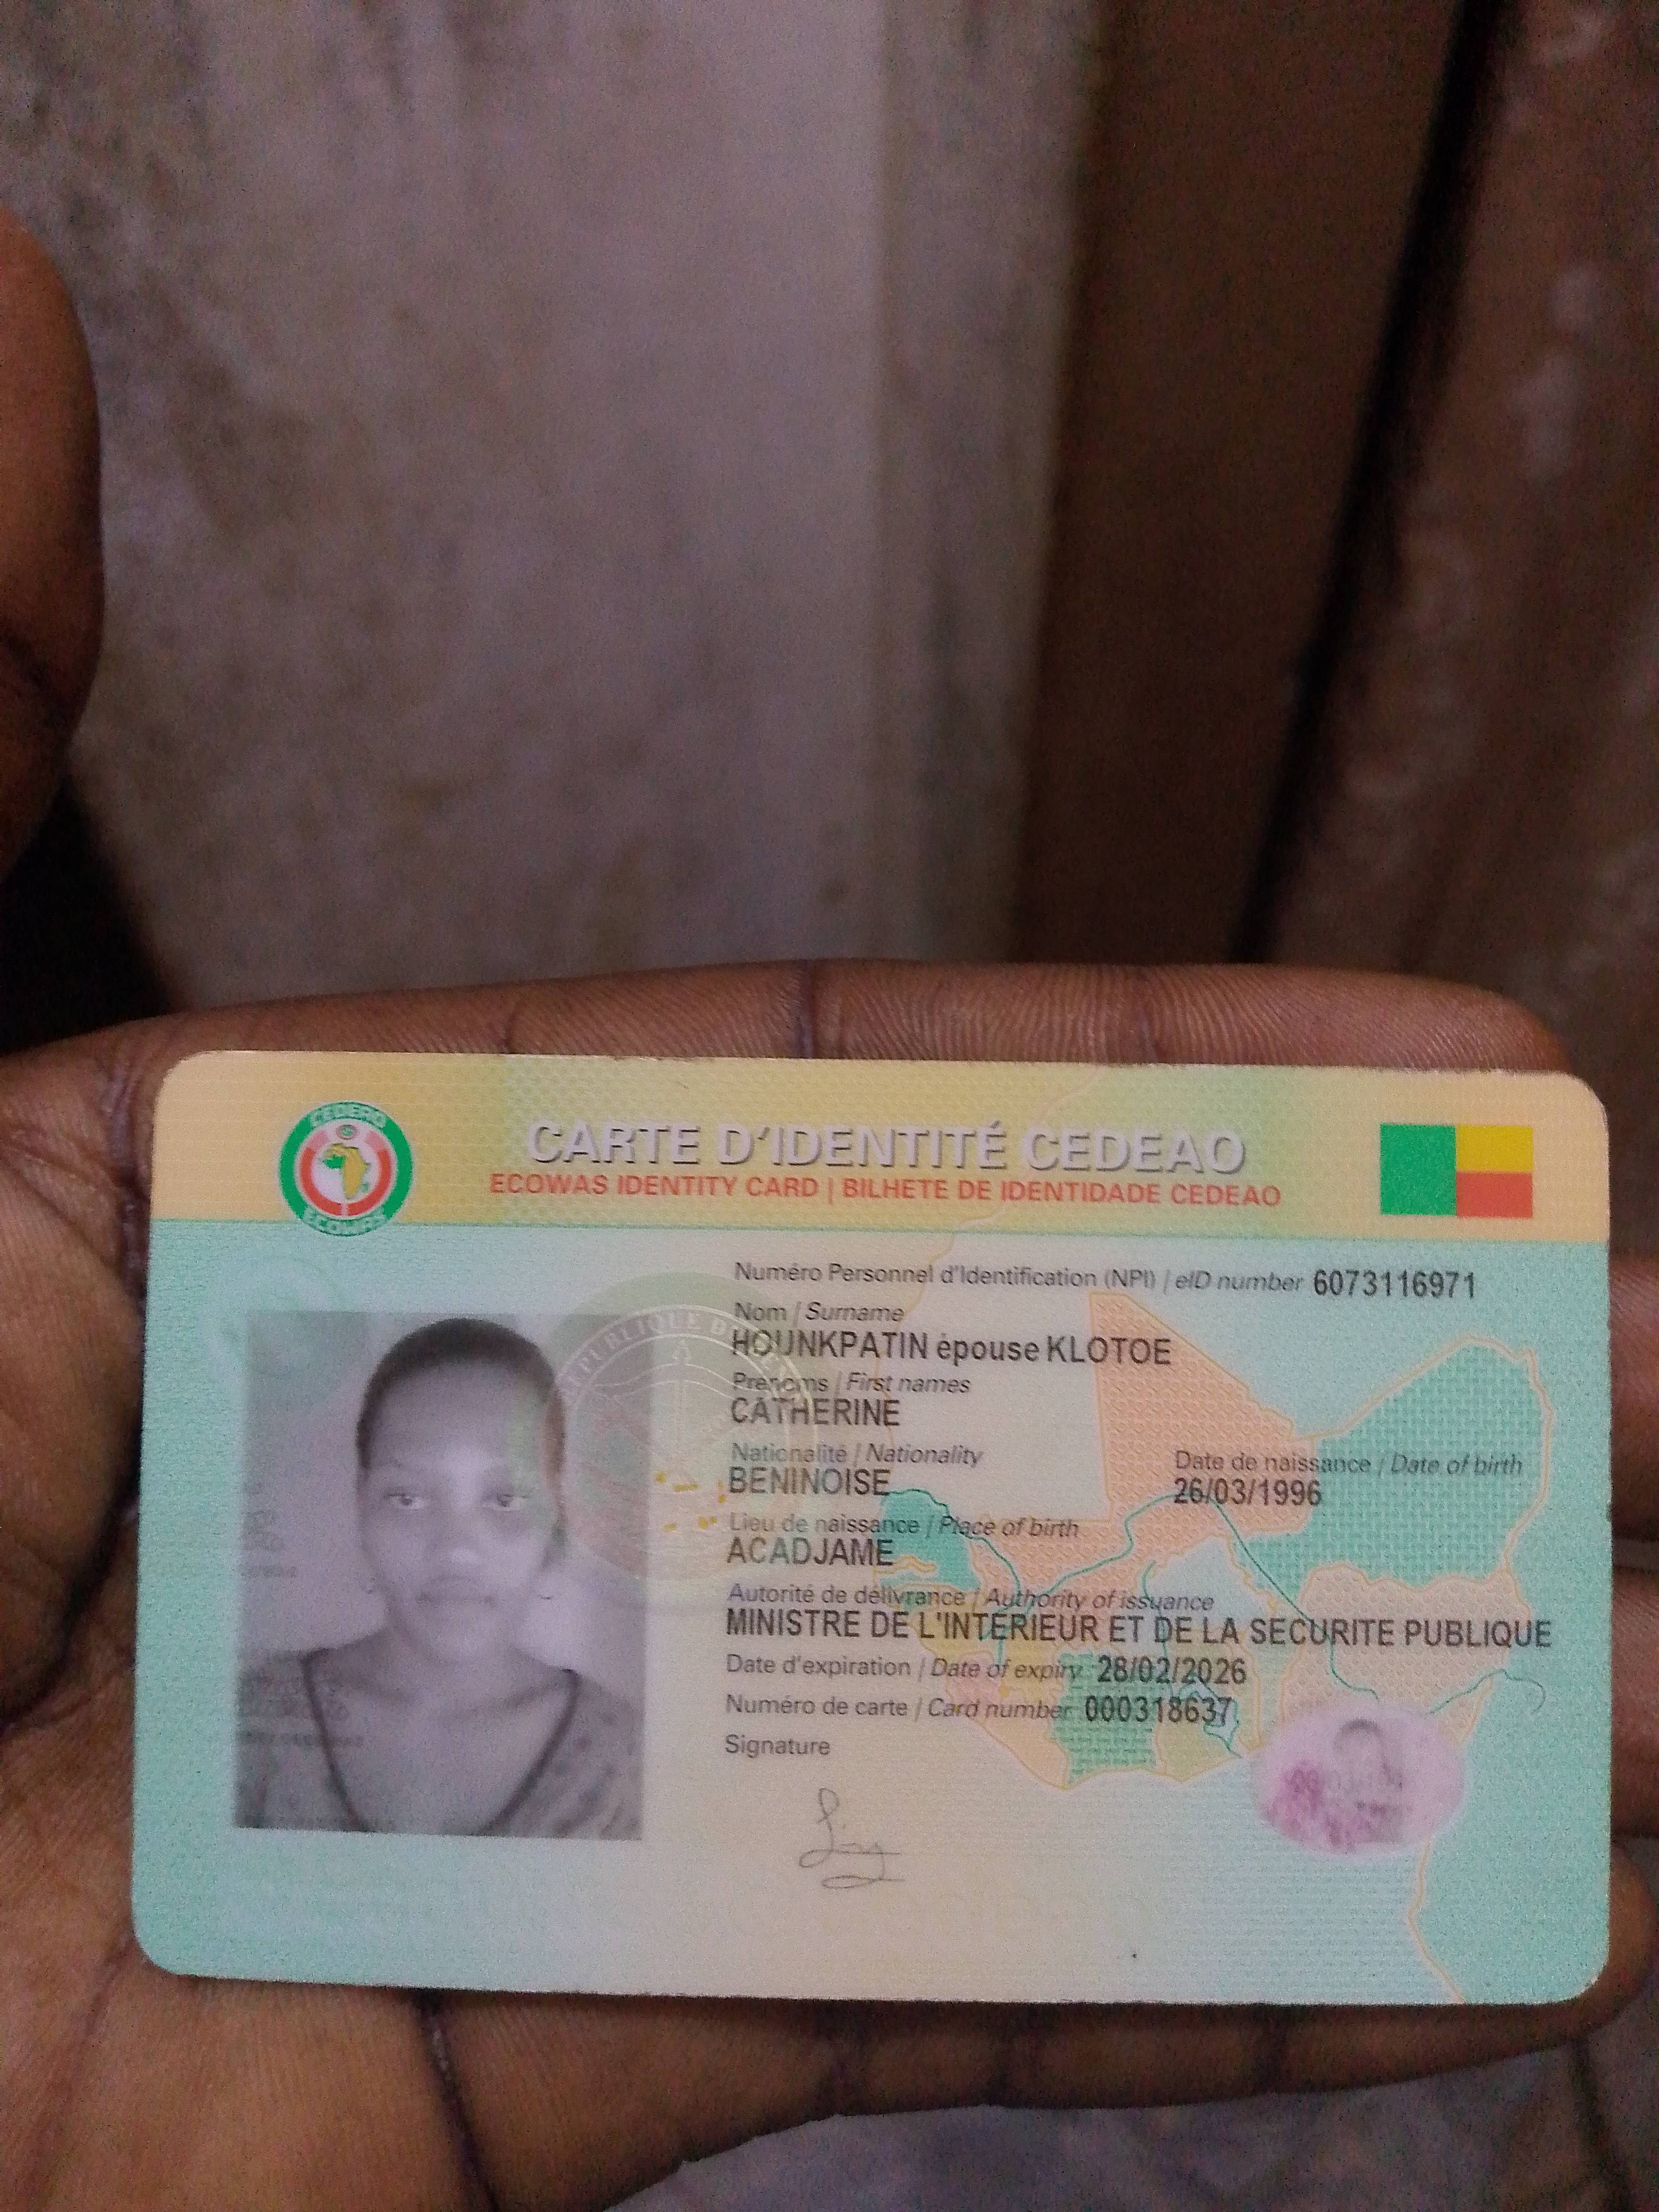 CEDEAO
ECOWAS
CARTE D'IDENTITÉ CEDEAO
ECOWAS IDENTITY CARD | BILHETE DE IDENTIDADE CEDEAO
Numéro Personnel d'Identification (NPI) / eID number 6073116971
Nom / Surname
HOUNKPATIN épouse KLOTOE
Prénoms / First names
CATHERINE
Nationalité / Nationality
BENINOISE
Date de naissance / Date of birth
26/03/1996
Lieu de naissance / Place of birth
ACADJAME
Autorité de délivrance / Authority of issuance
MINISTRE DE L'INTERIEUR ET DE LA SECURITE PUBLIQUE
Date d'expiration / Date of expiry 28/02/2026
Numéro de carte / Card number 000318637
Signature